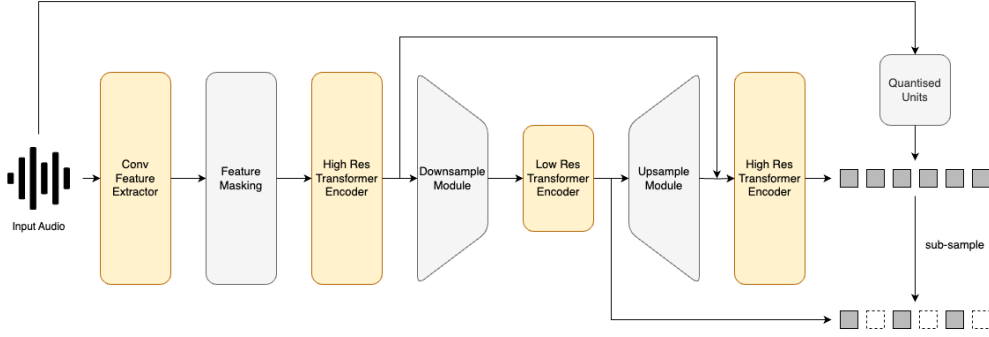 Input Audio
Conv
Feature
Extractor
Feature
Masking
High Res
Transformer
Encoder
Downsample
Module
Low Res
Transformer
Encoder
Upsample
Module
High Res
Transformer
Encoder
Quantised
Units
sub-sample